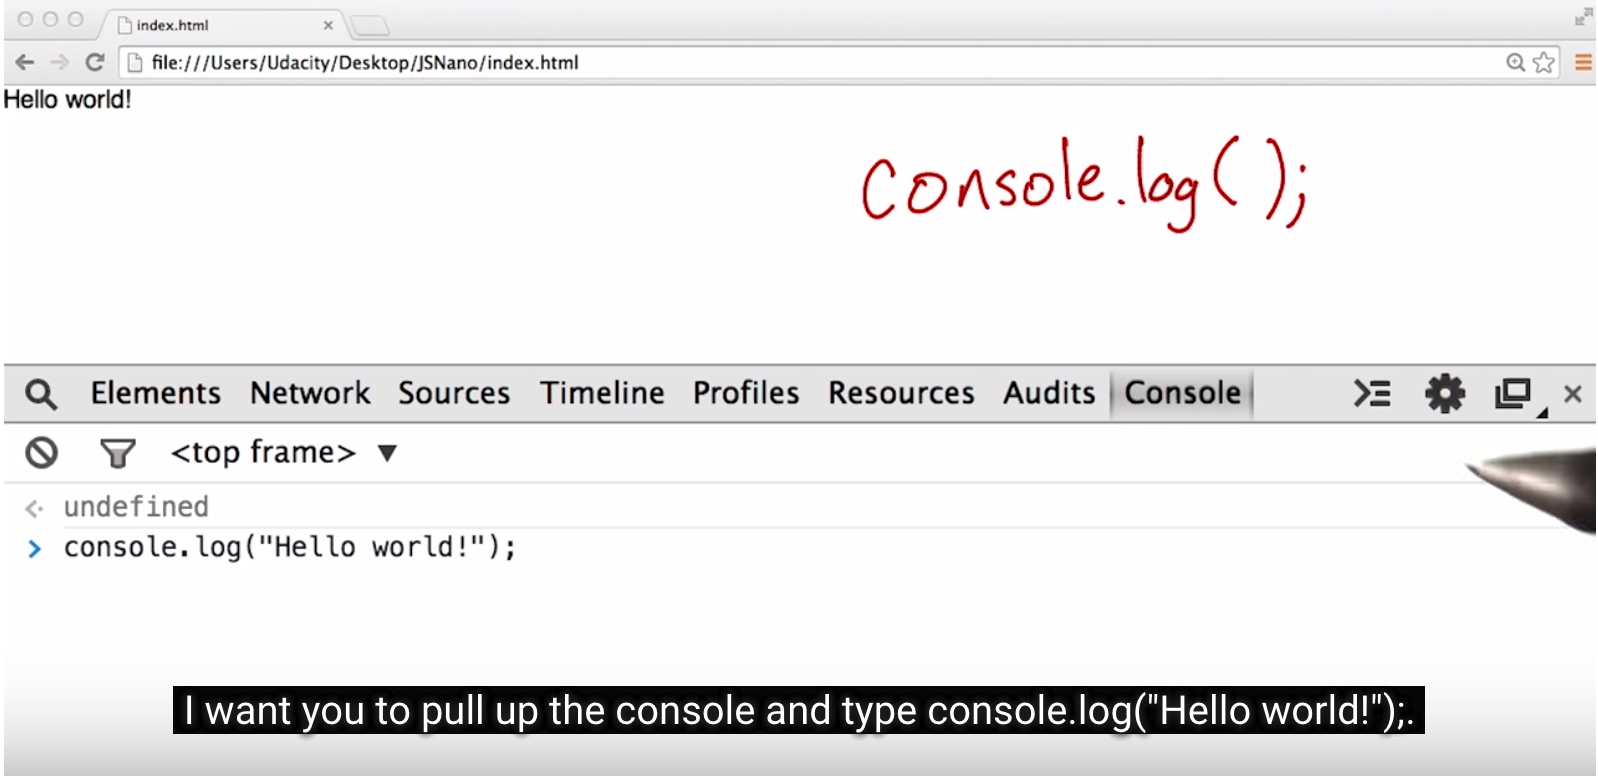 index.html
file:///Users/Udacity/Desktop/JSNano/index.html
Hello world!
Console.log( );
Elements Network Sources Timeline Profiles Resources Audits Console
<top frame> ▼
undefined
console.log("Hello world!");
I want you to pull up the console and type console.log("Hello world!");.